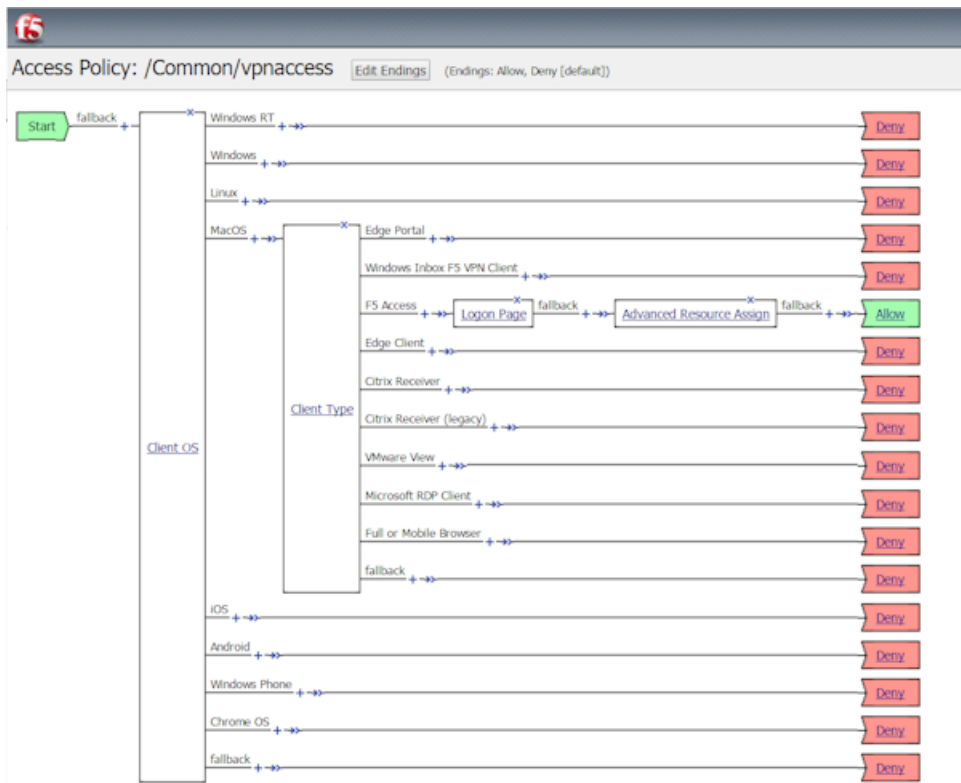 f5
Access Policy: /Common/vpnaccess Edit Endings (Endings: Allow, Deny [default])
Start fallback + Windows RT + Deny
Windows + Deny
Linux + Deny
MacOS + Edge Portal + Deny
Windows Inbox F5 VPN Client + Deny
F5 Access + Logon Page fallback + Advanced Resource Assign fallback + Allow
Edge Client + Deny
Citrix Receiver + Deny
Client Type
Citrix Receiver (legacy) + Deny
Client OS
VMware View + Deny
Microsoft RDP Client + Deny
Full or Mobile Browser + Deny
fallback + Deny
iOS + Deny
Android + Deny
Windows Phone + Deny
Chrome OS + Deny
fallback + Deny